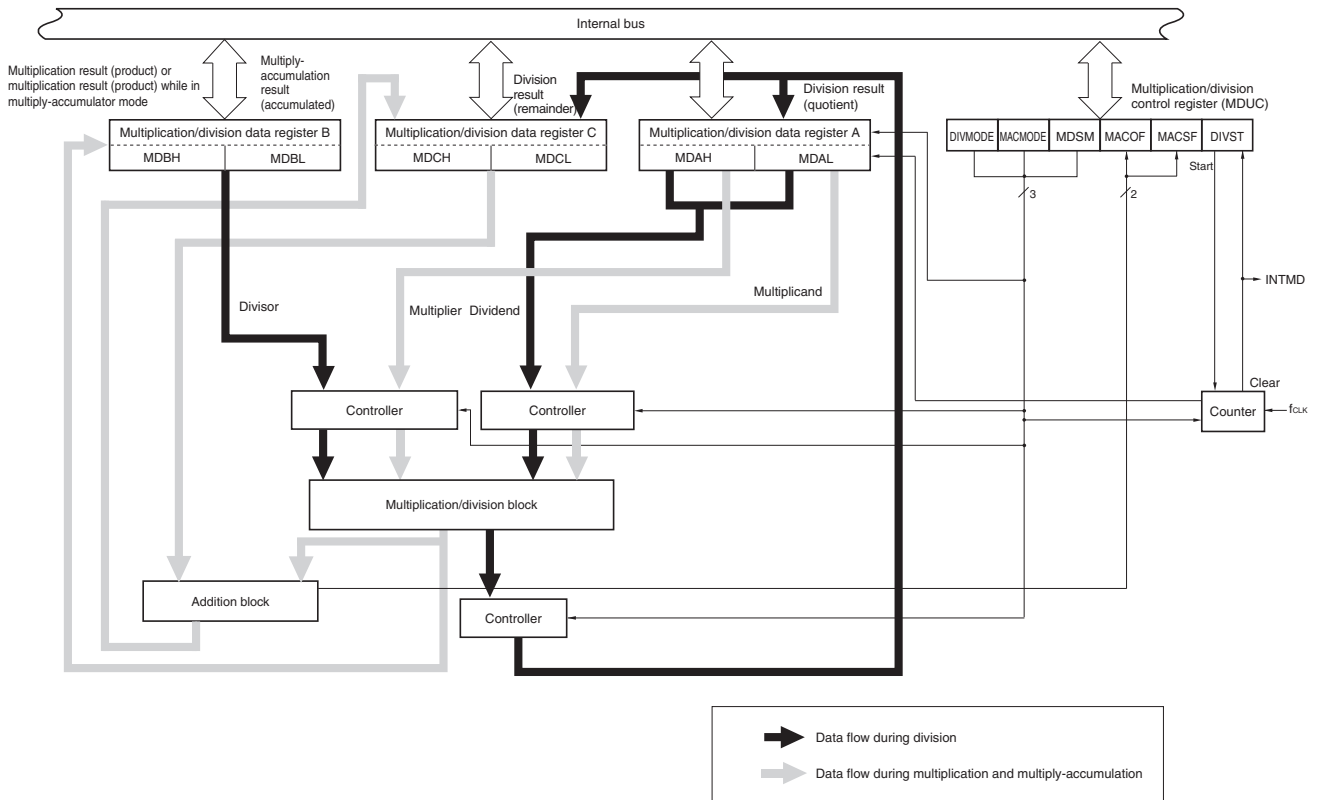 Internal bus
Multiplication result (product) or
multiplication result (product) while in
multiply-accumulator mode
Multiply-
accumulation
result
(accumulated)
Division
result
(remainder)
Division result
(quotient)
Multiplication/division
control register (MDUC)
Multiplication/division data register B
MDBH
MDBL
Multiplication/division data register C
MDCH
MDCL
Multiplication/division data register A
MDAH
MDAL
DIVMODE
MACMODE
MDSM
MACOF
MACSF
DIVST
Start
3
2
INTMD
Divisor
Multiplier
Dividend
Multiplicand
Clear
Controller
Controller
Counter
fCLK
Multiplication/division block
Addition block
Controller
Data flow during division
Data flow during multiplication and multiply-accumulation